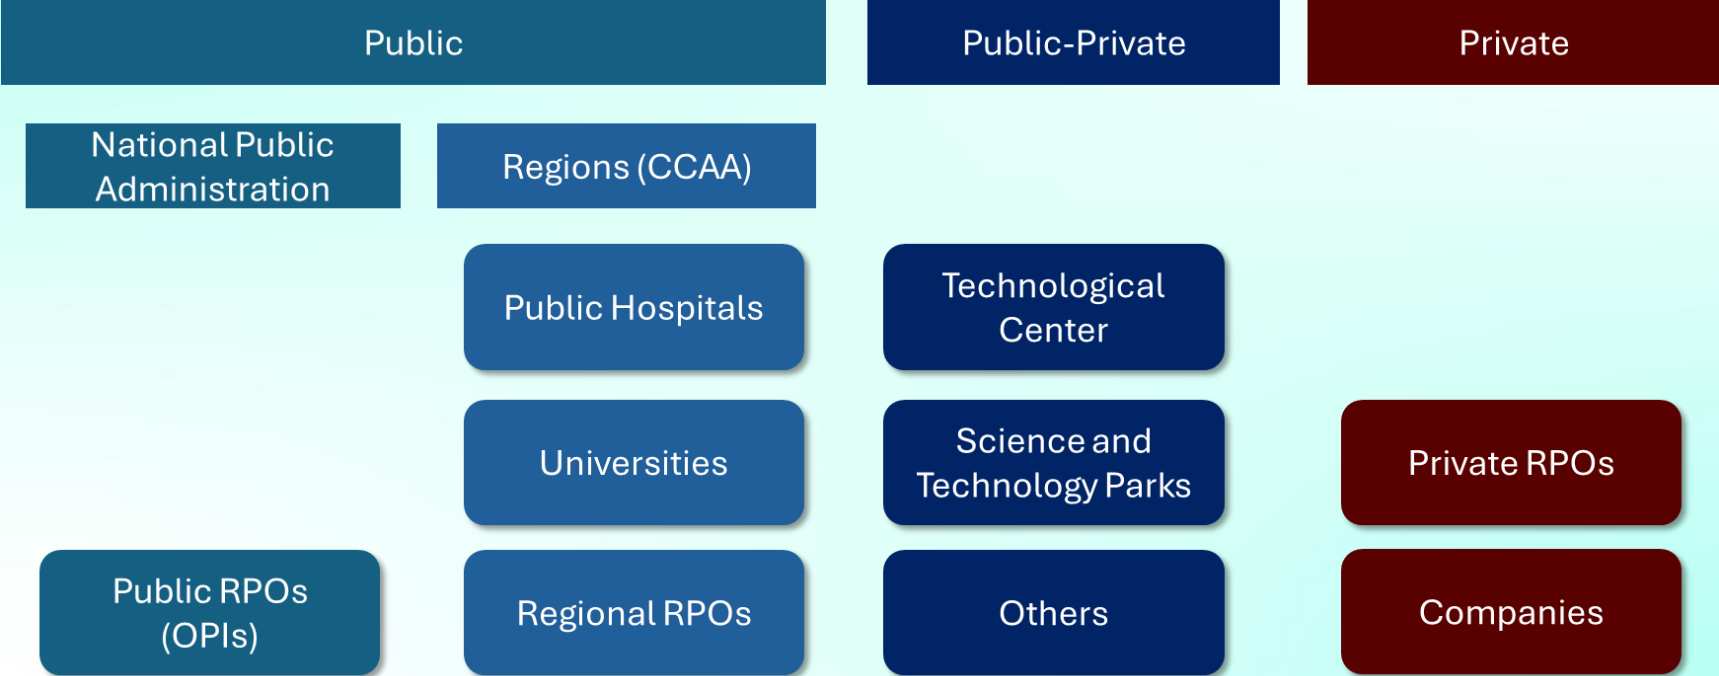 Public
Public-Private
Private
National Public
Administration
Regions (CCAA)
Public Hospitals
Technological
Center
Universities
Science and
Technology Parks
Private RPOs
Public RPOs
(OPIs)
Regional RPOs
Others
Companies